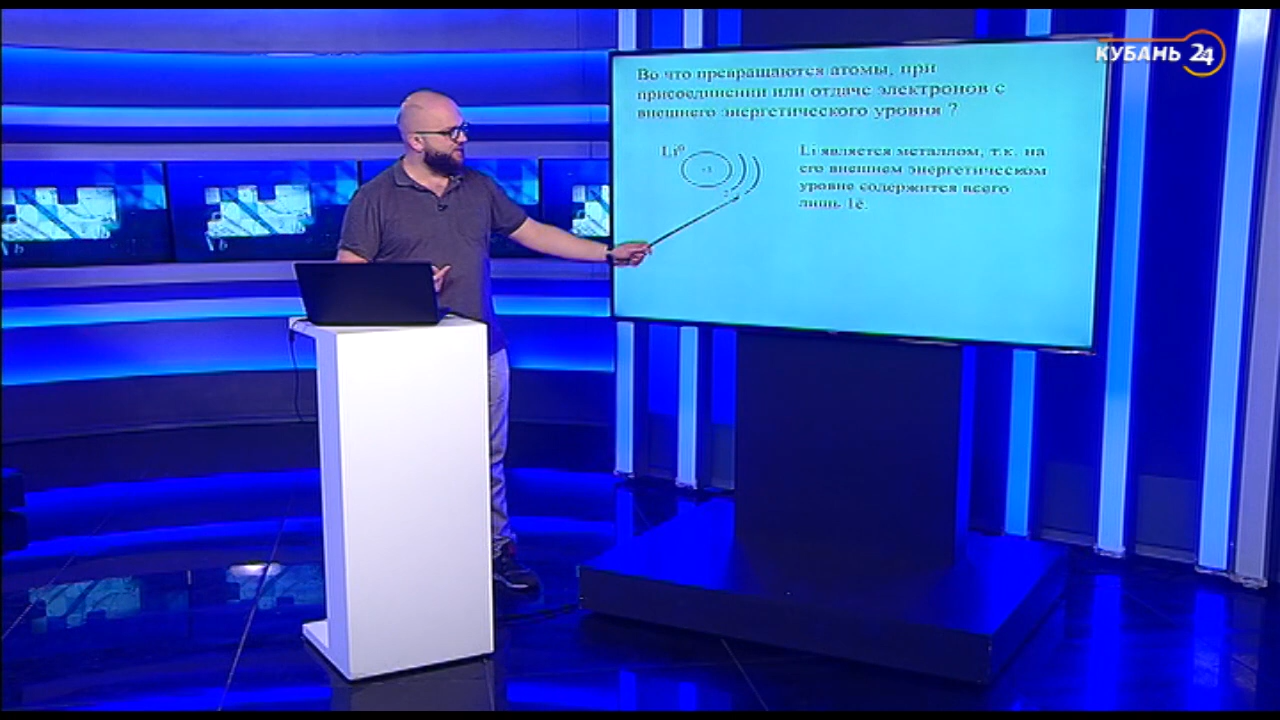 КУБАНЬ 24
Во что превращаются атомы, при
присоединении или отдаче электронов с
внешнего энергетического уровня ?
Li⁰
Li является металлом, т.к. на
его внешнем энергетическом
уровне содержится всего
лишь 1ē.